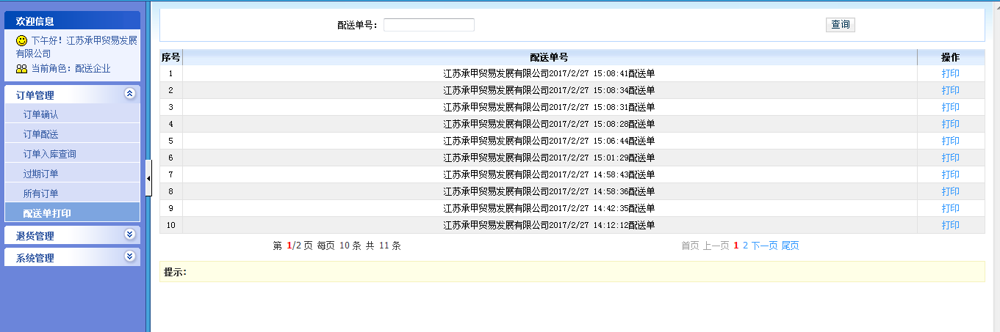 欢迎信息
下午好！江苏承甲贸易发展
有限公司
当前角色：配送企业
订单管理
订单确认
订单配送
订单入库查询
过期订单
所有订单
配送单打印
退货管理
系统管理
配送单号： 查询
序号 配送单号 操作
1 江苏承甲贸易发展有限公司2017/2/27 15:08:41配送单 打印
2 江苏承甲贸易发展有限公司2017/2/27 15:08:34配送单 打印
3 江苏承甲贸易发展有限公司2017/2/27 15:08:31配送单 打印
4 江苏承甲贸易发展有限公司2017/2/27 15:08:28配送单 打印
5 江苏承甲贸易发展有限公司2017/2/27 15:06:44配送单 打印
6 江苏承甲贸易发展有限公司2017/2/27 15:01:29配送单 打印
7 江苏承甲贸易发展有限公司2017/2/27 14:58:43配送单 打印
8 江苏承甲贸易发展有限公司2017/2/27 14:58:36配送单 打印
9 江苏承甲贸易发展有限公司2017/2/27 14:42:35配送单 打印
10 江苏承甲贸易发展有限公司2017/2/27 14:12:12配送单 打印
第 1/2 页 每页 10 条 共 11 条 首页 上一页 1 2 下一页 尾页
提示：